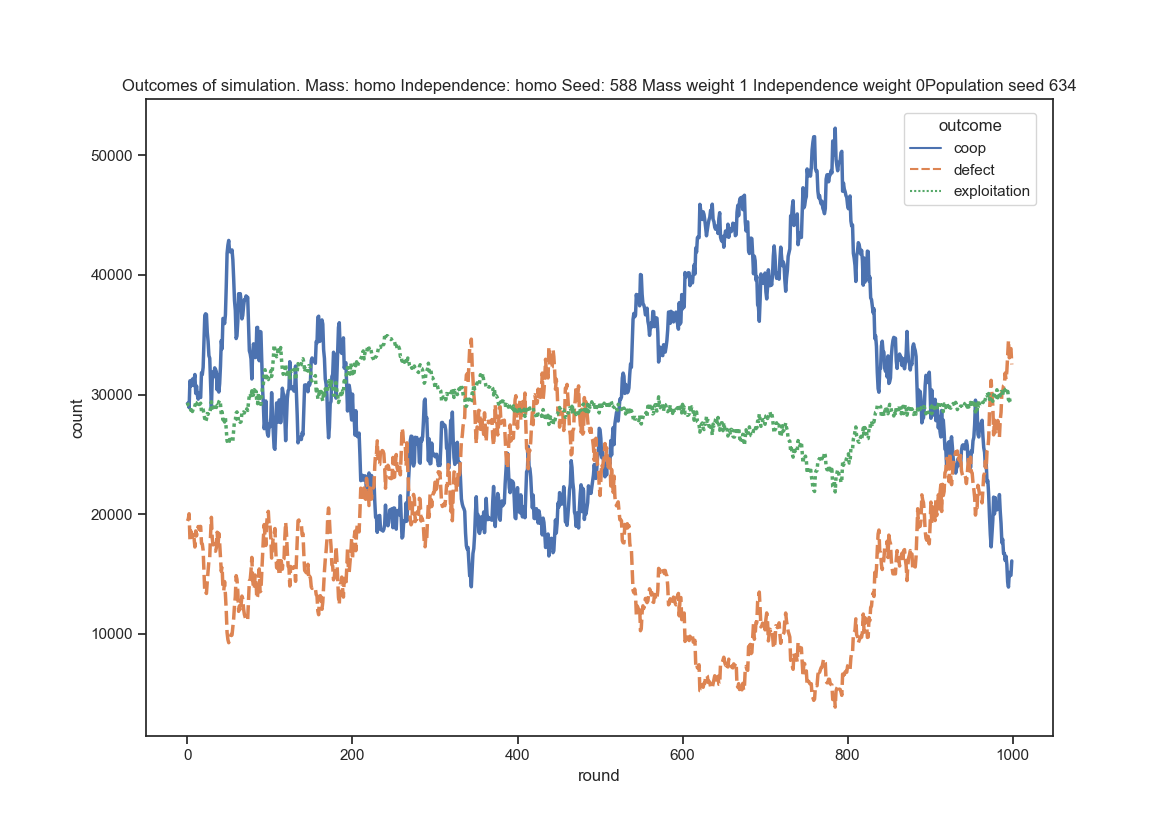 Outcomes of simulation. Mass: homo Independence: homo Seed: 588 Mass weight 1 Independence weight 0Population seed 634
outcome
coop
defect
exploitation
50000
40000
30000
20000
10000
count
0 200 400 600 800 1000
round